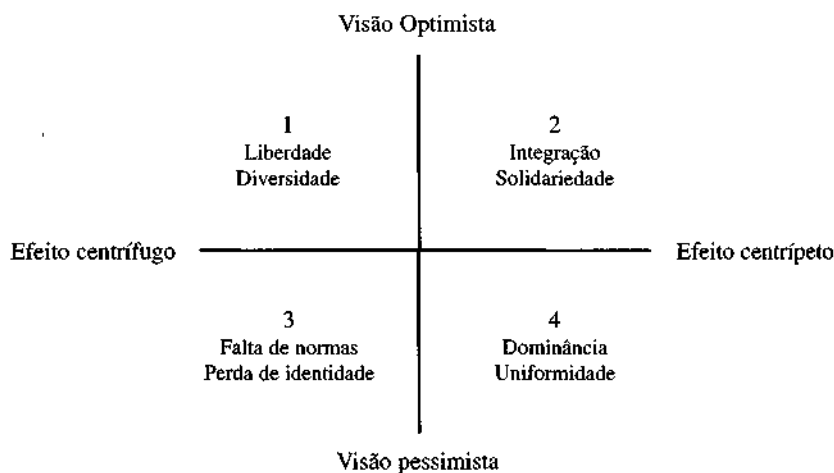 Visão Optimista
1
Liberdade
Diversidade
2
Integração
Solidariedade
Efeito centrífugo
Efeito centrípeto
3
Falta de normas
Perda de identidade
4
Dominância
Uniformidade
Visão pessimista